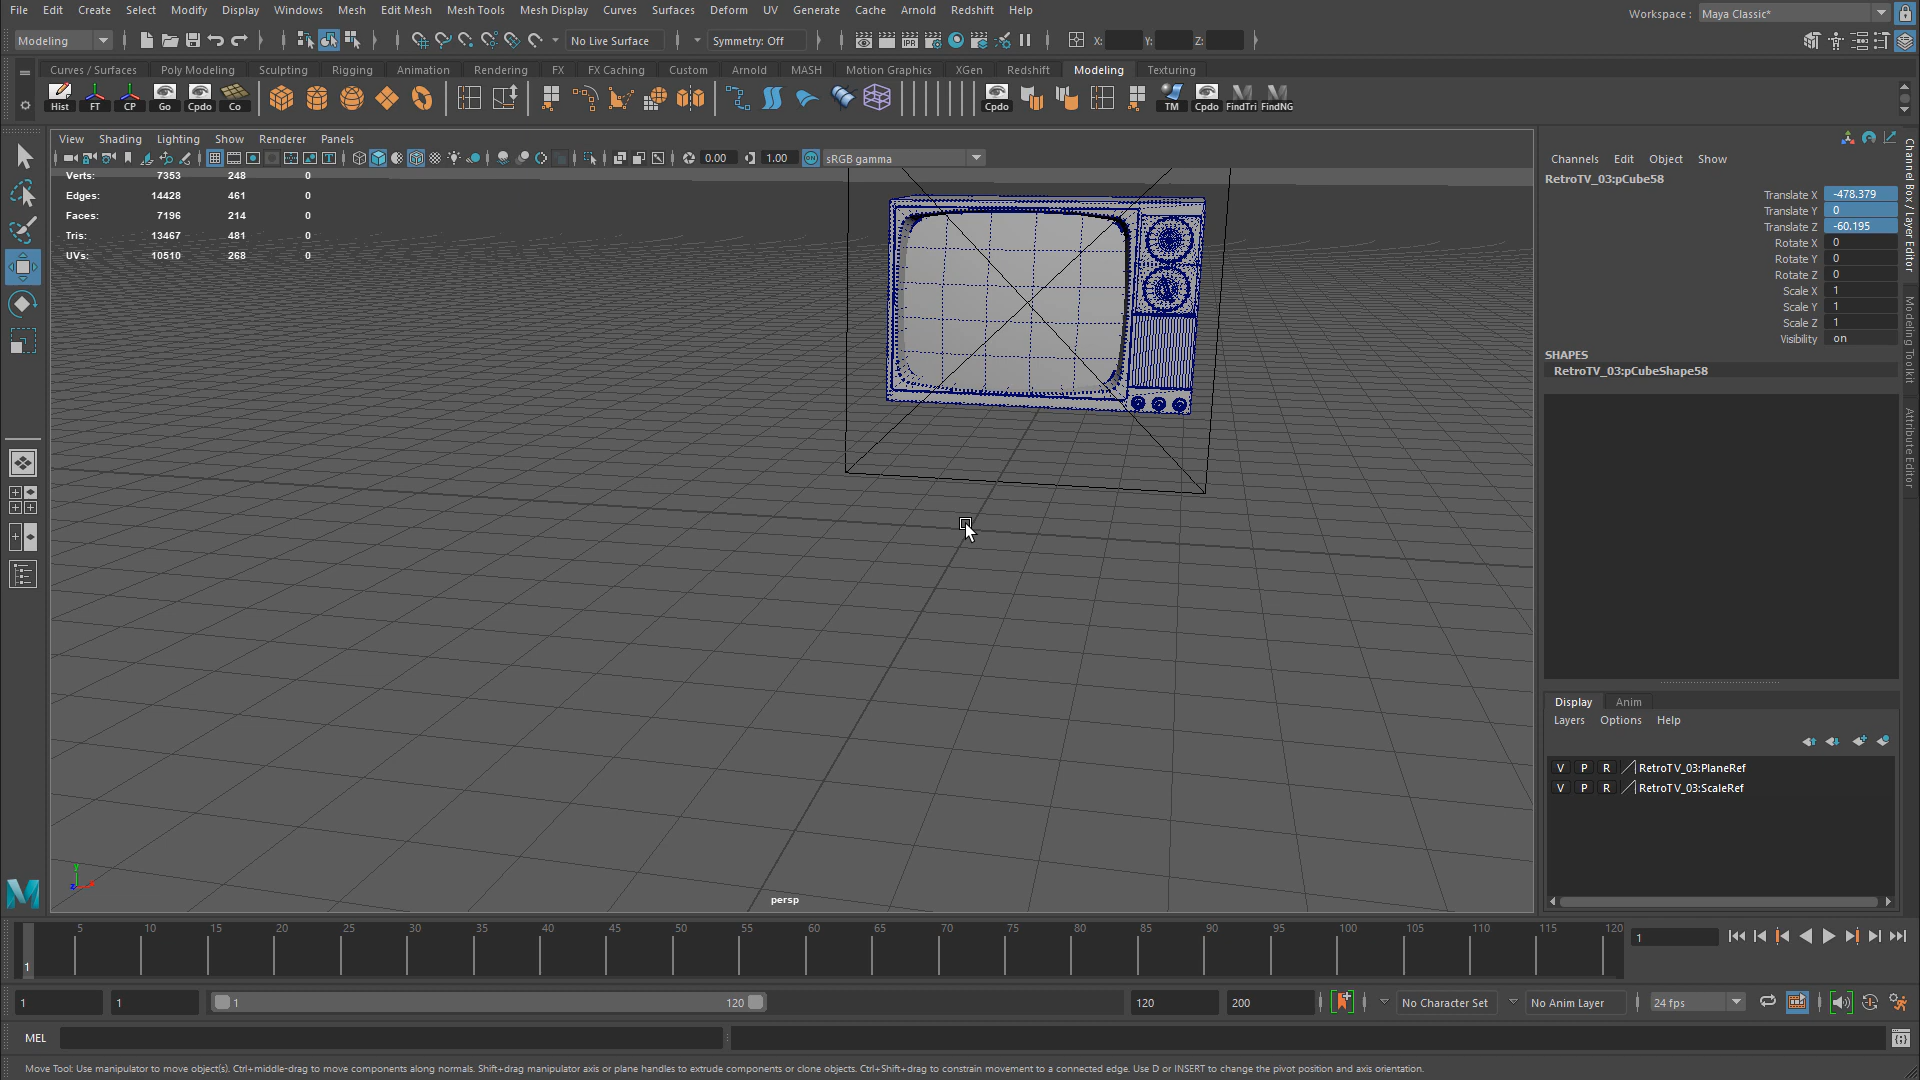 File Edit Create Select Modify Display Windows Mesh Edit Mesh Mesh Tools Mesh Display Curves Surfaces Deform UV Generate Cache Arnold Redshift Help
Workspace : Maya Classic*
Modeling No Live Surface Symmetry: Off X: Y: Z:
Curves / Surfaces Poly Modeling Sculpting Rigging Animation Rendering FX FX Caching Custom Arnold MASH Motion Graphics XGen Redshift Modeling Texturing
Hist FT CP Go Cpdo Co Cpdo TM Cpdo FindTri FindNG
View Shading Lighting Show Renderer Panels
0.00 1.00 ON sRGB gamma
Verts: 7353 248 0
Edges: 14428 461 0
Faces: 7196 214 0
Tris: 13467 481 0
UVs: 10510 268 0
persp
Channels Edit Object Show
RetroTV_03:pCube58
Translate X -478.379
Translate Y 0
Translate Z -60.195
Rotate X 0
Rotate Y 0
Rotate Z 0
Scale X 1
Scale Y 1
Scale Z 1
Visibility on
SHAPES
RetroTV_03:pCubeShape58
Channel Box / Layer Editor
Modeling Toolkit
Attribute Editor
Display Anim
Layers Options Help
V P R RetroTV_03:PlaneRef
V P R RetroTV_03:ScaleRef
5 10 15 20 25 30 35 40 45 50 55 60 65 70 75 80 85 90 95 100 105 110 115 120
1
1
1 1 1 120 120 200 No Character Set No Anim Layer 24 fps
MEL
Move Tool: Use manipulator to move object(s). Ctrl+middle-drag to move components along normals. Shift+drag manipulator axis or plane handles to extrude components or clone objects. Ctrl+Shift+drag to constrain movement to a connected edge. Use D or INSERT to change the pivot position and axis orientation.